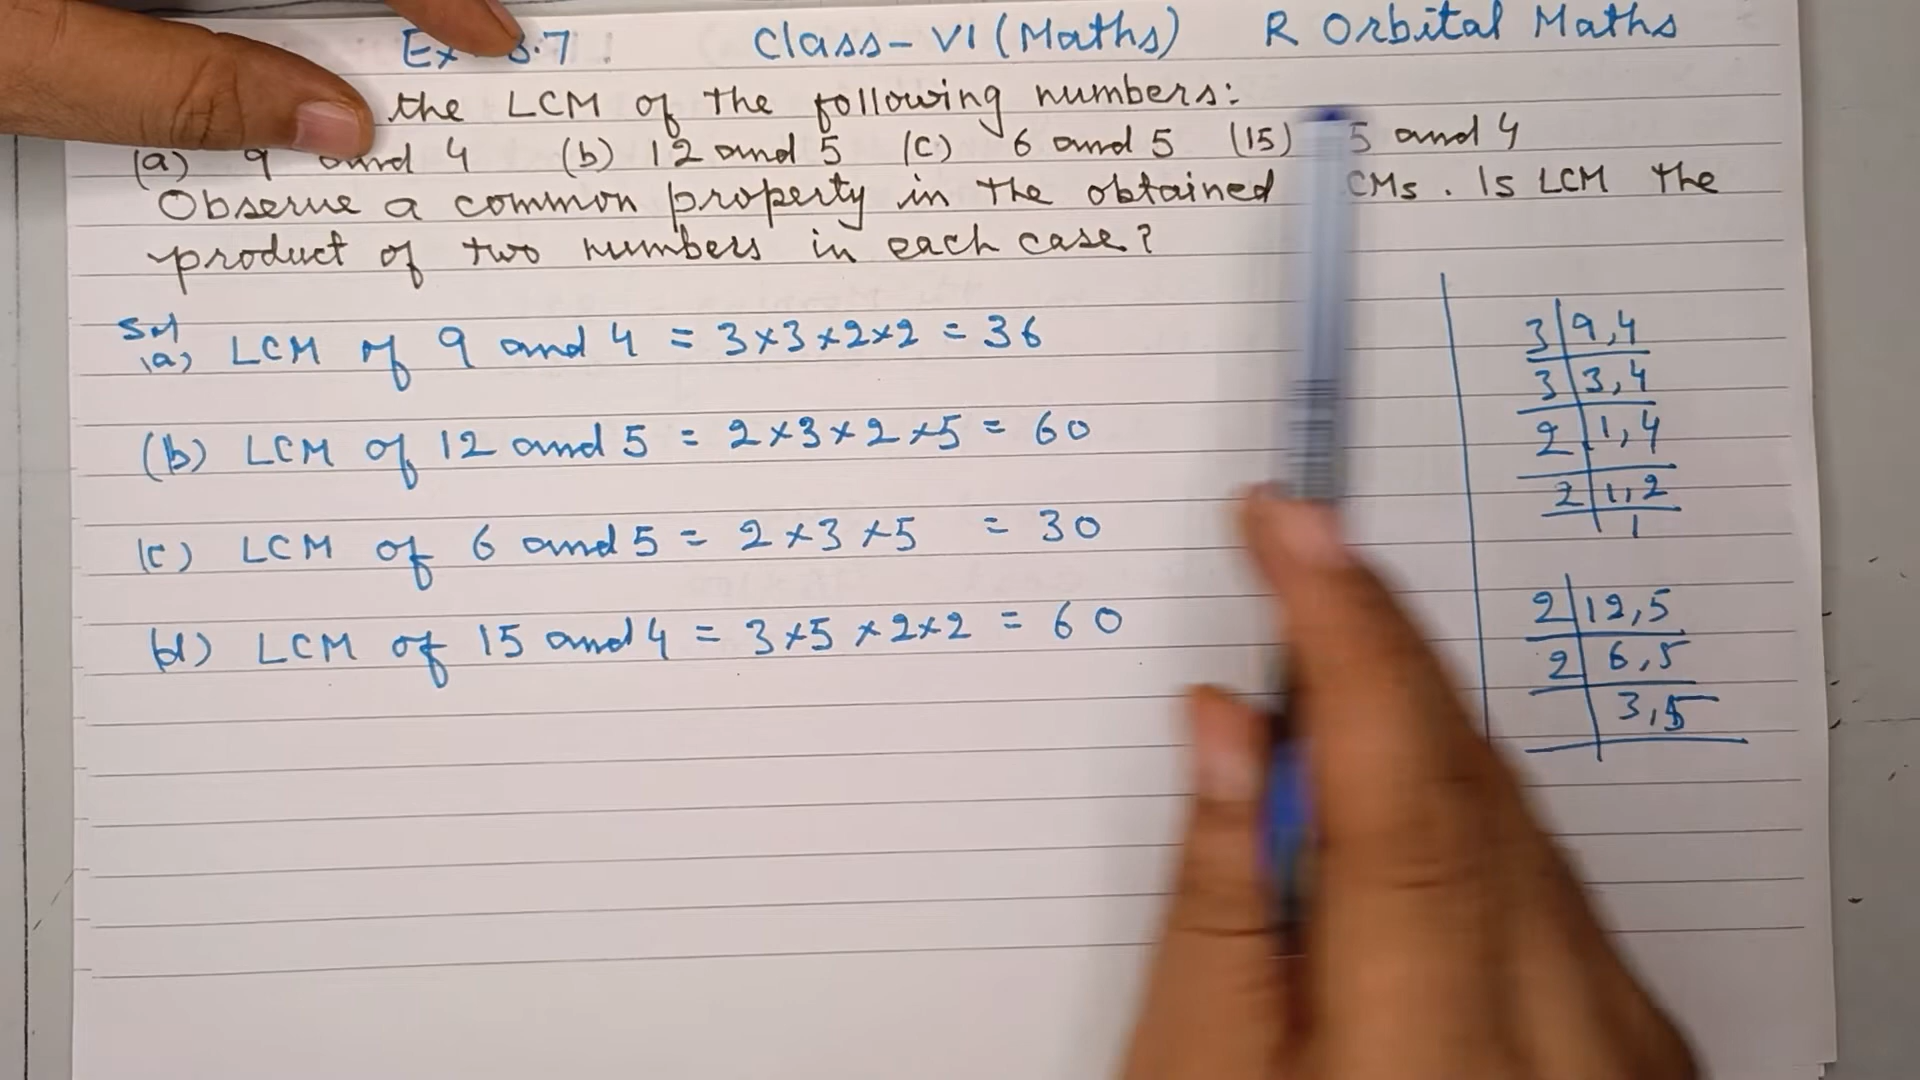 Ex 3.7 Class-VI (Maths) R Orbital Maths
the LCM of the following numbers:
(a) 9 and 4 (b) 12 and 5 (c) 6 and 5 (15) 5 and 4
Observe a common property in the obtained CMs. Is LCM the
product of two numbers in each case?
Sol
(a) LCM of 9 and 4 = 3×3×2×2 = 36
(b) LCM of 12 and 5 = 2×3×2×5 = 60
(c) LCM of 6 and 5 = 2×3×5 = 30
(d) LCM of 15 and 4 = 3×5×2×2 = 60
3 9,4
3 3,4
2 1,4
2 1,2
1
2 12,5
2 6,5
3,5